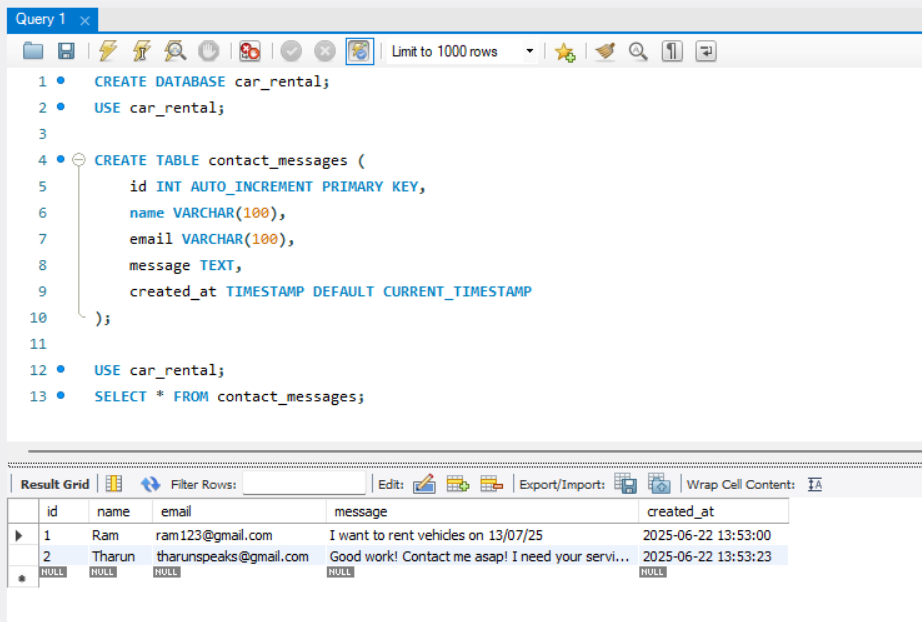 Query 1
Limit to 1000 rows
1 CREATE DATABASE car_rental;
2 USE car_rental;
3
4 CREATE TABLE contact_messages (
5 id INT AUTO_INCREMENT PRIMARY KEY,
6 name VARCHAR(100),
7 email VARCHAR(100),
8 message TEXT,
9 created_at TIMESTAMP DEFAULT CURRENT_TIMESTAMP
10 );
11
12 USE car_rental;
13 SELECT * FROM contact_messages;
Result Grid Filter Rows: Edit: Export/Import: Wrap Cell Content:
id name email message created_at
1 Ram ram123@gmail.com I want to rent vehides on 13/07/25 2025-06-22 13:53:00
2 Tharun tharunspeaks@gmail.com Good work! Contact me asap! I need your servi... 2025-06-22 13:53:23
NULL NULL NULL NULL NULL